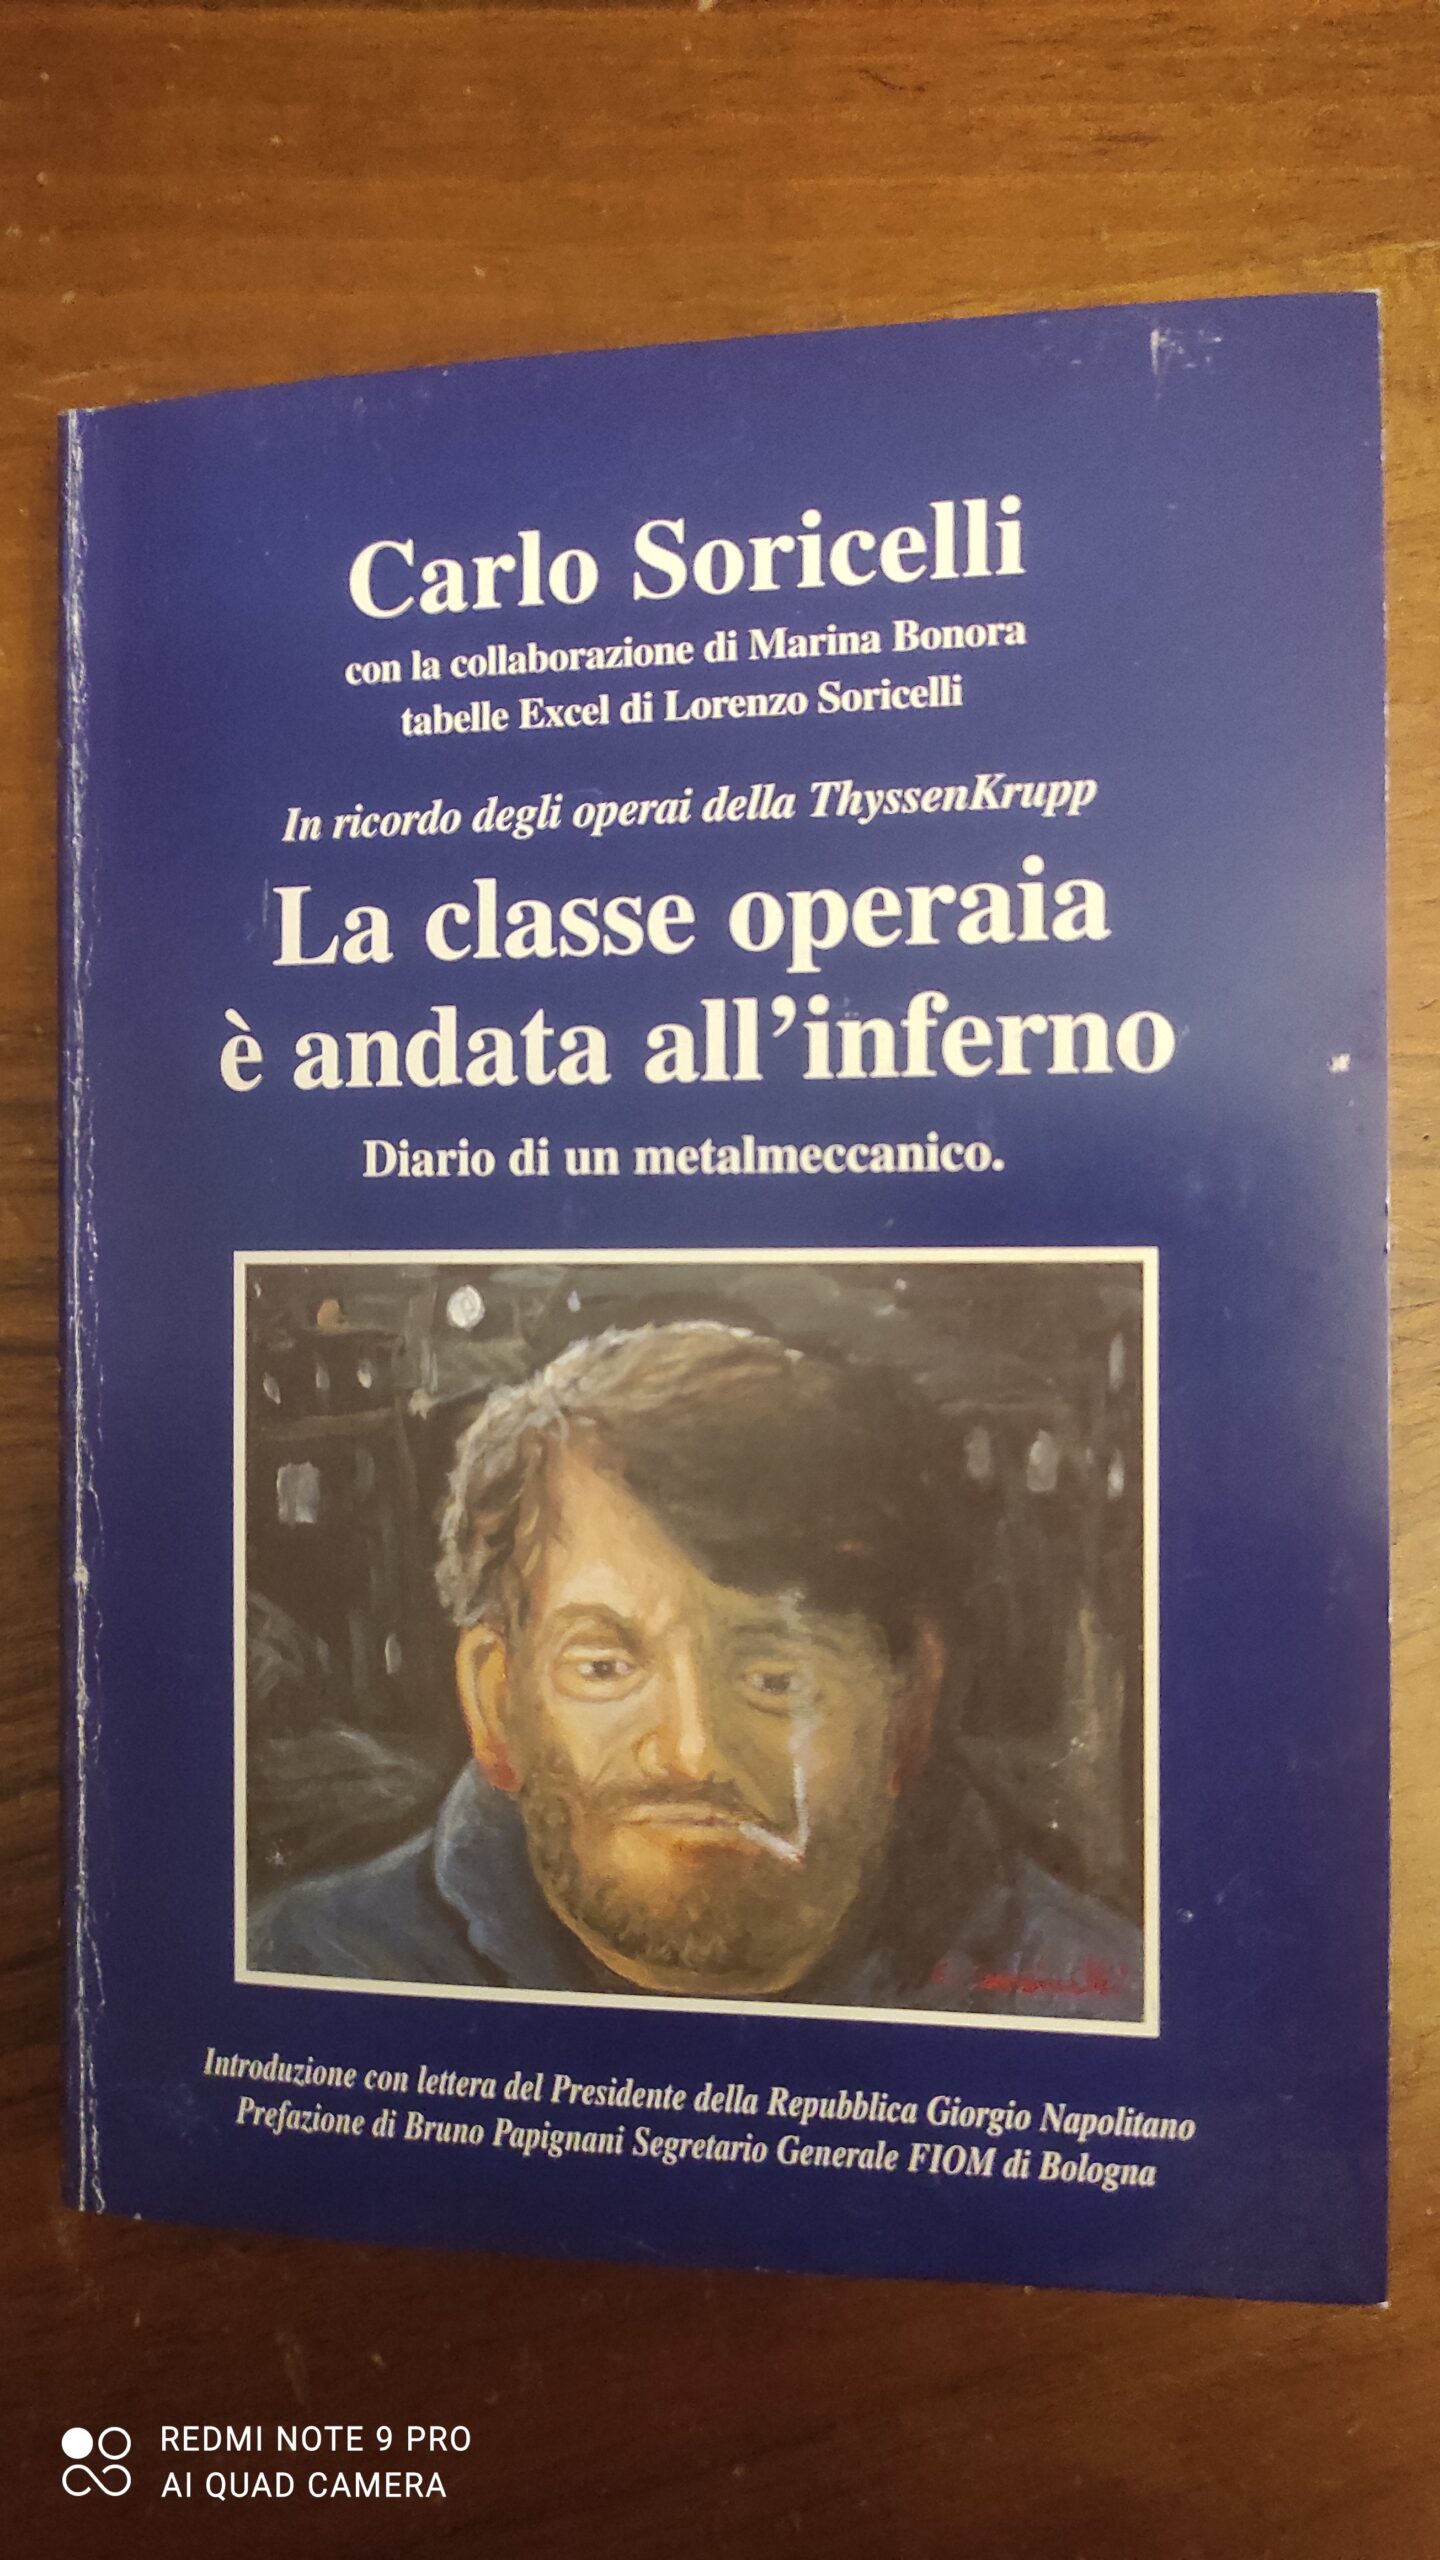 Carlo Soricelli
con la collaborazione di Marina Bonora
tabelle Excel di Lorenzo Soricelli
In ricordo degli operai della ThyssenKrupp
La classe operaia
è andata all'inferno
Diario di un metalmeccanico.
Introduzione con lettera del Presidente della Repubblica Giorgio Napolitano
Prefazione di Bruno Papignani Segretario Generale FIOM di Bologna
REDMI NOTE 9 PRO
AI QUAD CAMERA